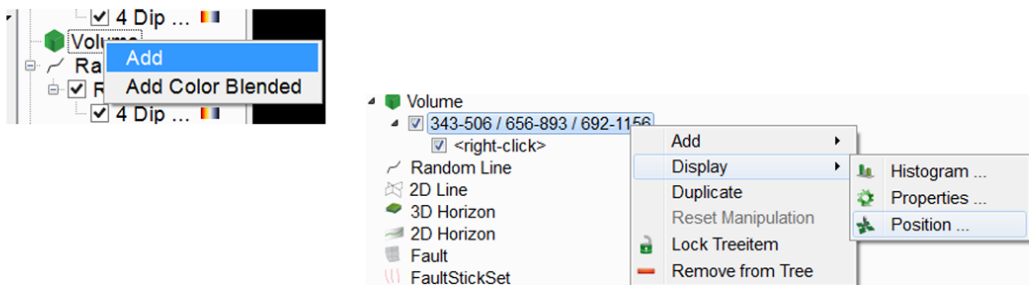 4 Dip ...
Volume
Add
Add Color Blended
4 Dip ...
Volume
343-506 / 656-893 / 692-1156
<right-click>
Random Line
2D Line
3D Horizon
2D Horizon
Fault
FaultStickSet
Add
Display
Duplicate
Reset Manipulation
Lock Treeitem
Remove from Tree
Histogram ...
Properties ...
Position ...